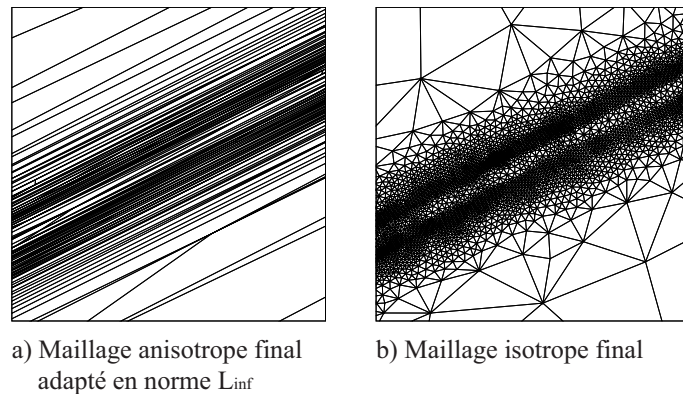 a) Maillage anisotrope final
adapté en norme Linf
b) Maillage isotrope final